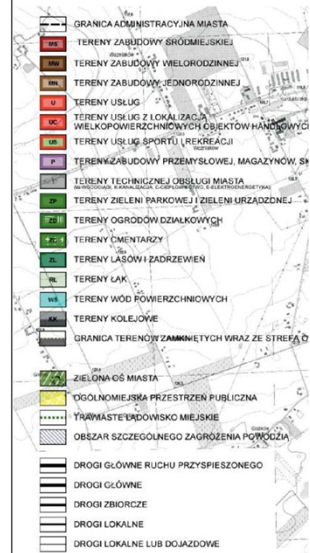 GRANICA ADMINISTRACYJNA MIASTA
MS TERENY ZABUDOWY ŚRÓDMIEJSKIEJ
MW TERENY ZABUDOWY WIELORODZINNEJ
MN TERENY ZABUDOWY JEDNORODZINNEJ
U TERENY USŁUG
UC TERENY USŁUG Z LOKALIZACJĄ
WIELKOPOWIERZCHNIOWYCH OBIEKTÓW HANDLOWYC
US TERENY USŁUG SPORTU I REKREACJI
P TERENY ZABUDOWY PRZEMYSŁOWEJ, MAGAZYNÓW, SK
TERENY TECHNICZNEJ OBSŁUGI MIASTA
ZP TERENY ZIELENI PARKOWEJ I ZIELENI URZĄDZONEJ
ZD TERENY OGRODÓW DZIAŁKOWYCH
ZC TERENY CMENTARZY
ZL TERENY LASÓW I ZADRZEWIEŃ
RŁ TERENY ŁĄK
WS TERENY WÓD POWIERZCHNIOWYCH
KK TERENY KOLEJOWE
GRANICA TERENÓW ZAMKNIĘTYCH WRAZ ZE STREFĄ O
ZIELONA OŚ MIASTA
OGÓLNOMIEJSKA PRZESTRZEŃ PUBLICZNA
TRAWIASTE LĄDOWISKO MIEJSKIE
OBSZAR SZCZEGÓLNEGO ZAGROŻENIA POWODZIĄ
DROGI GŁÓWNE RUCHU PRZYSPIESZONEGO
DROGI GŁÓWNE
DROGI ZBIORCZE
DROGI LOKALNE
DROGI LOKALNE LUB DOJAZDOWE